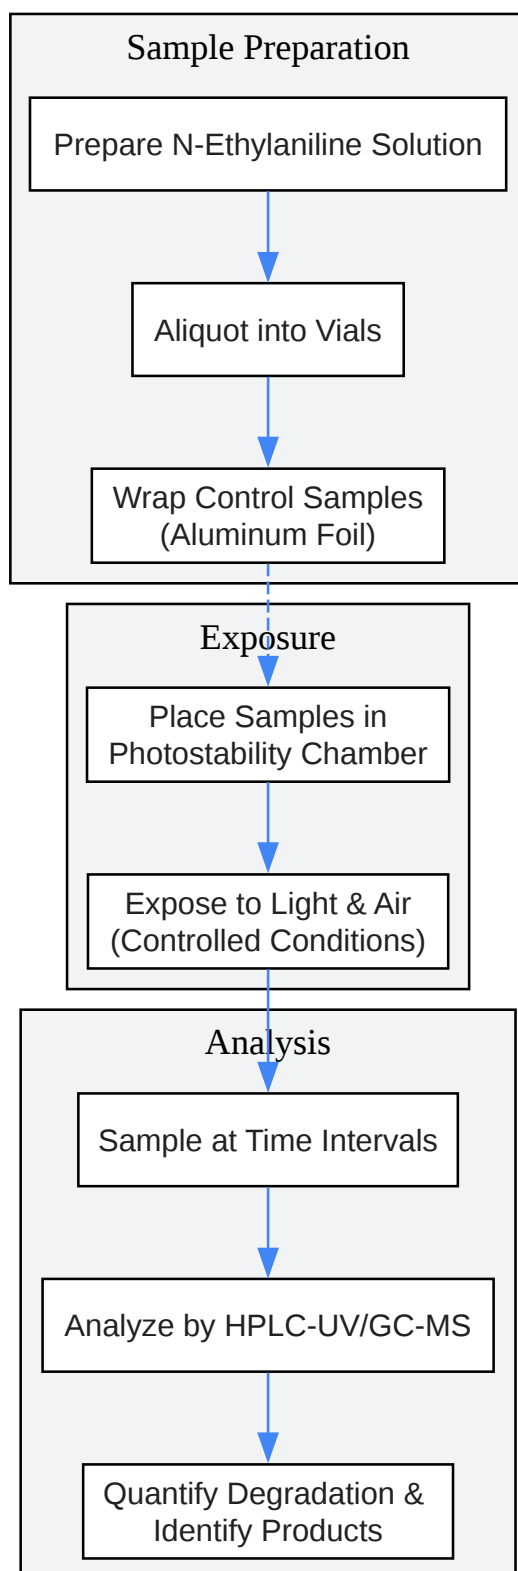 Sample Preparation
Prepare N-Ethylaniline Solution
Aliquot into Vials
Wrap Control Samples
(Aluminum Foil)
Exposure
Place Samples in
Photostability Chamber
Expose to Light & Air
(Controlled Conditions)
Analysis
Sample at Time Intervals
Analyze by HPLC-UV/GC-MS
Quantify Degradation &
Identify Products